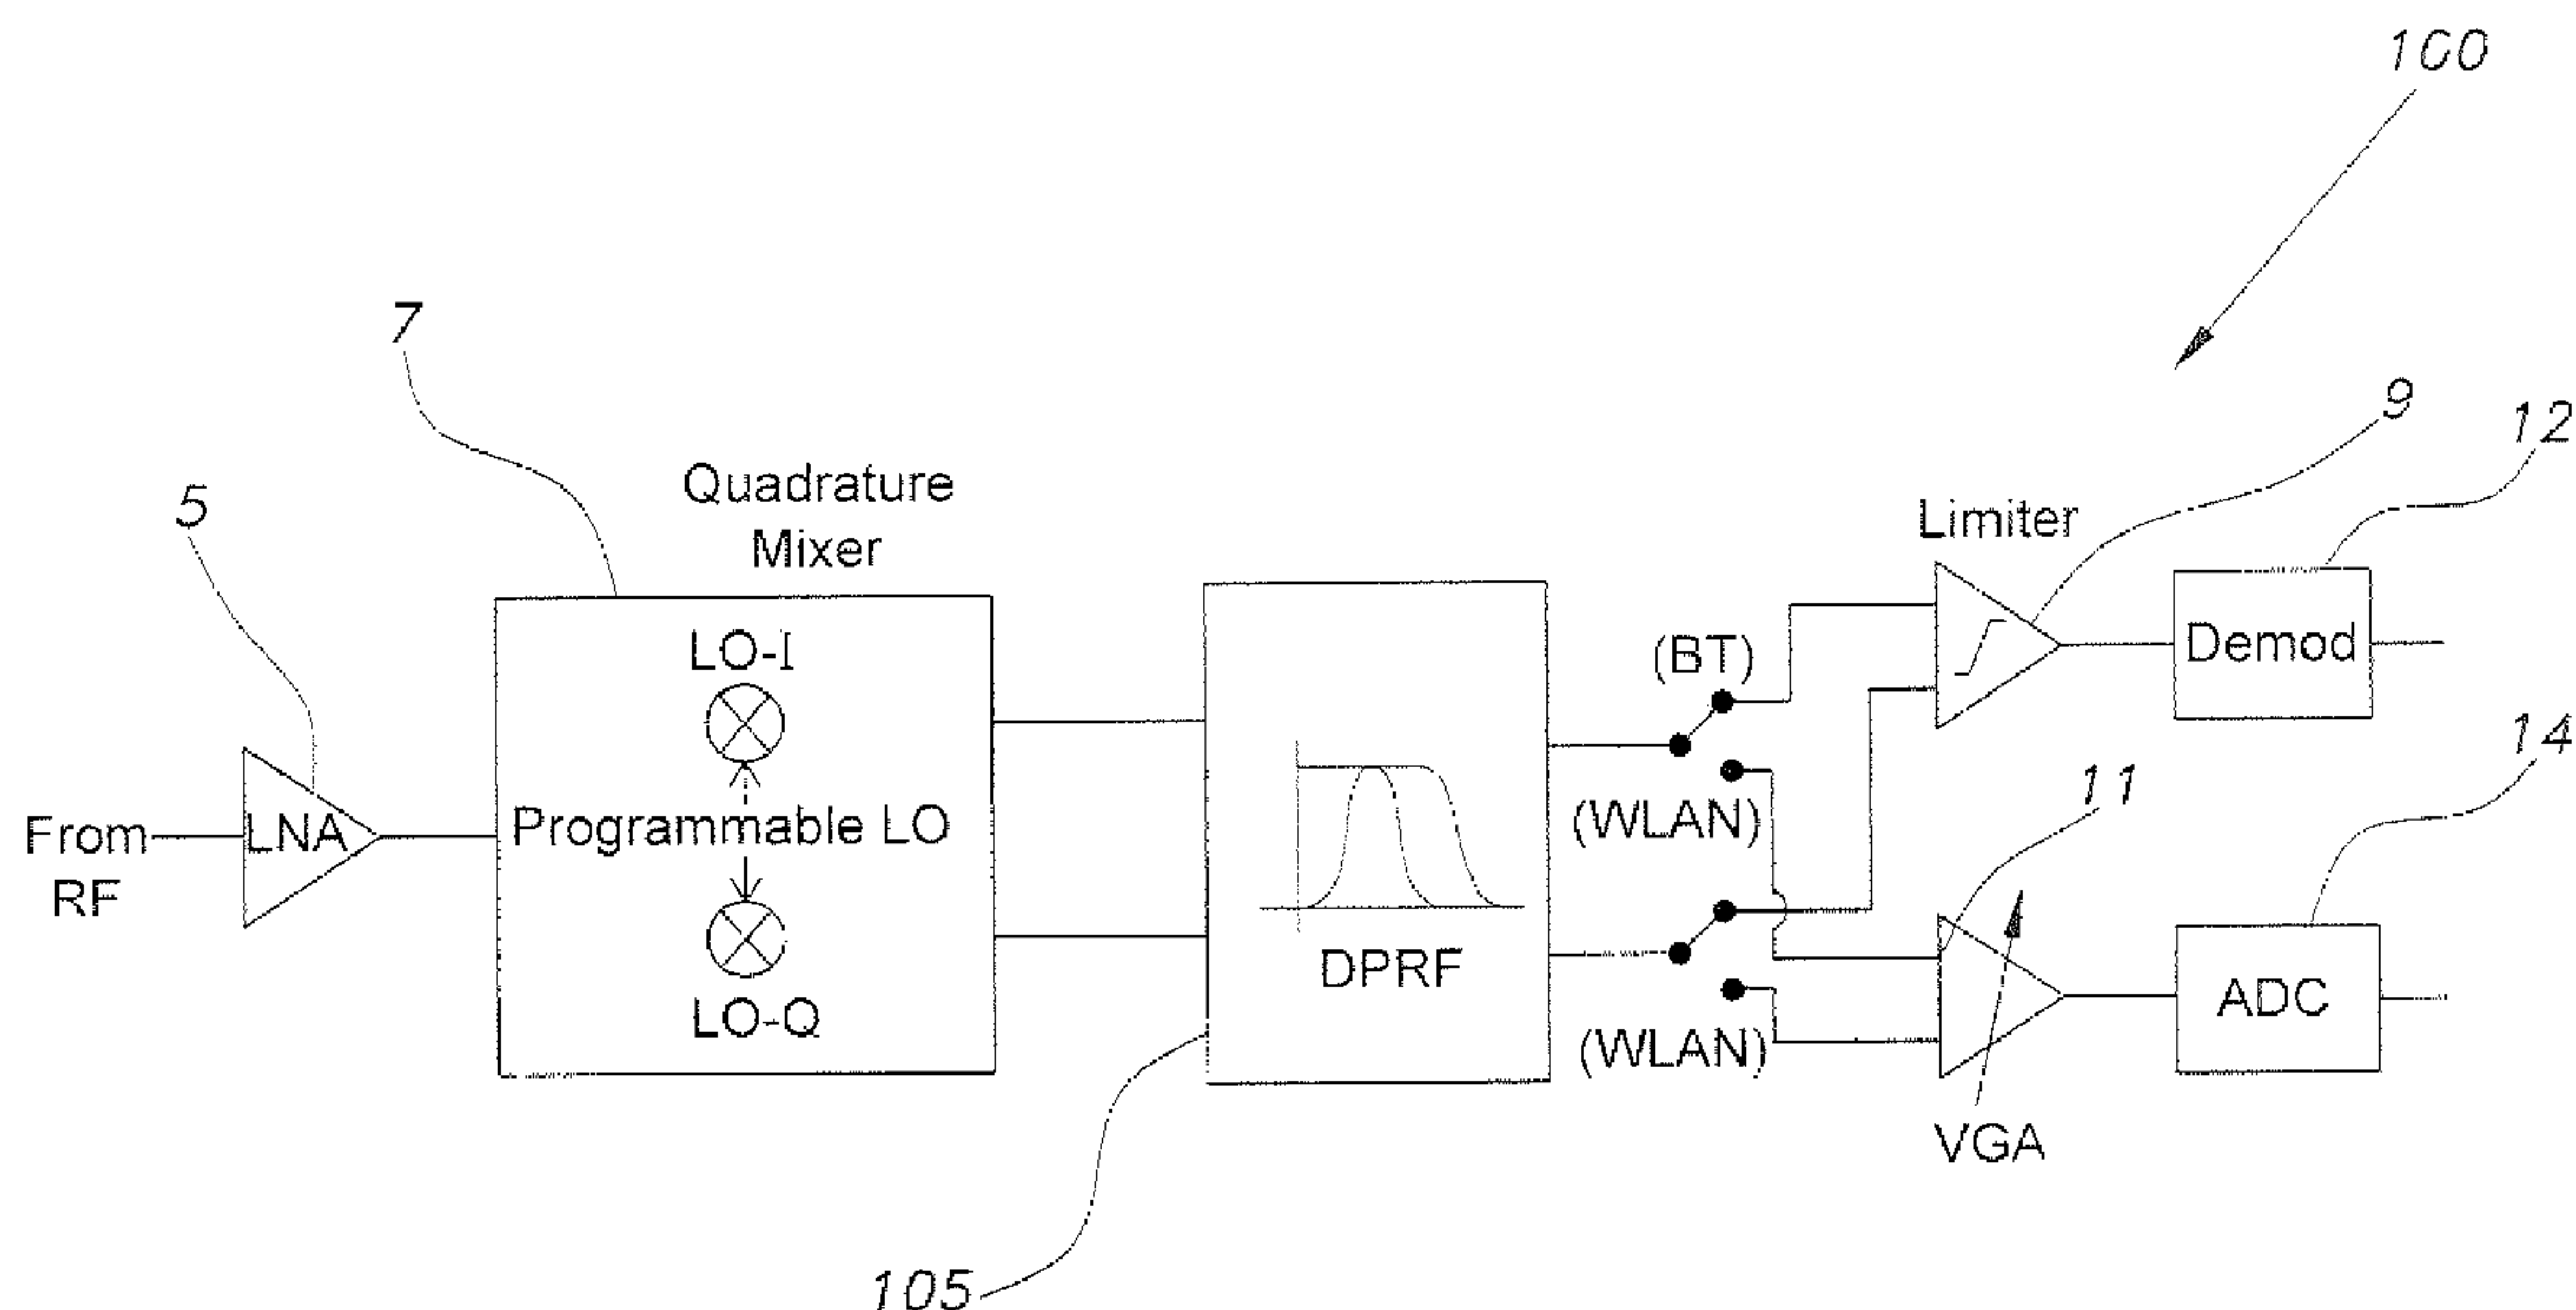 100
7
9
12
Quadrature
Mixer
5
Limiter
LO-I
(BT)
Demod
14
11
From
RF
LNA
Programmable LO
(WLAN)
DPRF
ADC
LO-Q
(WLAN)
VGA
105